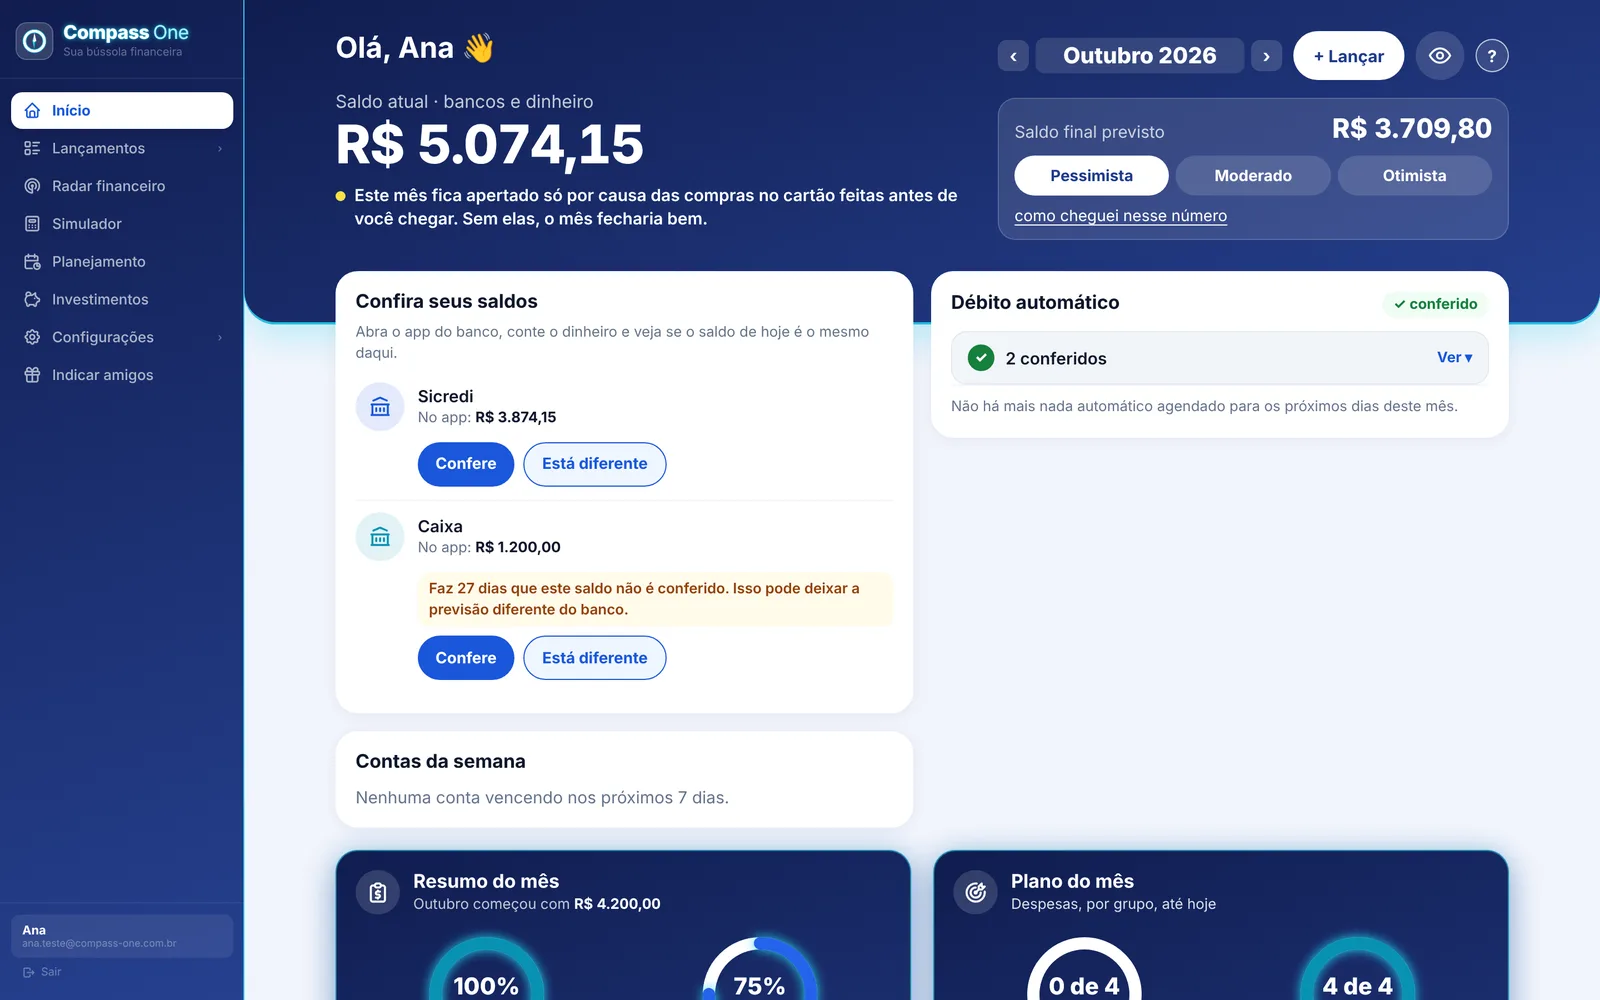 Compass One
Sua bússola financeira
Início
Lançamentos
Radar financeiro
Simulador
Planejamento
Investimentos
Configurações
Indicar amigos
Ana
ana.teste@compass-one.com.br
Sair
Olá, Ana 👋
Saldo atual · bancos e dinheiro
R$ 5.074,15
Este mês fica apertado só por causa das compras no cartão feitas antes de
você chegar. Sem elas, o mês fecharia bem.
‹ Outubro 2026 ›
+ Lançar
?
Saldo final previsto
R$ 3.709,80
Pessimista
Moderado
Otimista
como cheguei nesse número
Confira seus saldos
Abra o app do banco, conte o dinheiro e veja se o saldo de hoje é o mesmo
daqui.
Sicredi
No app: R$ 3.874,15
Confere
Está diferente
Caixa
No app: R$ 1.200,00
Faz 27 dias que este saldo não é conferido. Isso pode deixar a
previsão diferente do banco.
Confere
Está diferente
Débito automático
✓ conferido
2 conferidos
Ver ▾
Não há mais nada automático agendado para os próximos dias deste mês.
Contas da semana
Nenhuma conta vencendo nos próximos 7 dias.
Resumo do mês
Outubro começou com R$ 4.200,00
100%
75%
Plano do mês
Despesas, por grupo, até hoje
0 de 4
4 de 4